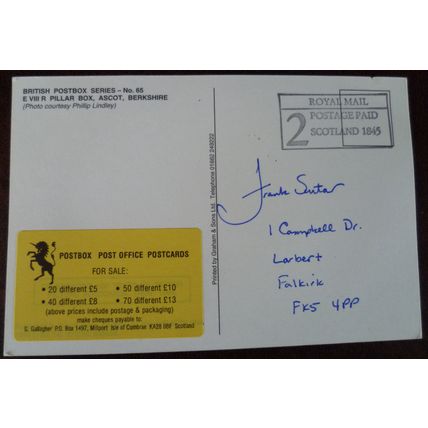 BRITISH POSTBOX SERIES – No. 65
E VIII R PILLAR BOX, ASCOT, BERKSHIRE
(Photo courtesy Phillip Lindley)
ROYAL MAIL
POSTAGE PAID
2
SCOTLAND 1845
Printed by Graham & Sons Ltd. Telephone 01662 249222
Frank
1 Campbell Dr.
Larbert
Falkirk
FK5 4PP
POSTBOX POST OFFICE POSTCARDS
FOR SALE:
• 20 different £5 • 50 different £10
• 40 different £8 • 70 different £13
(above prices include postage & packaging)
make cheques payable to:
G. Gallagher P.O. Box 1497, Millport, Isle of Cumbrae KA28 0BF Scotland